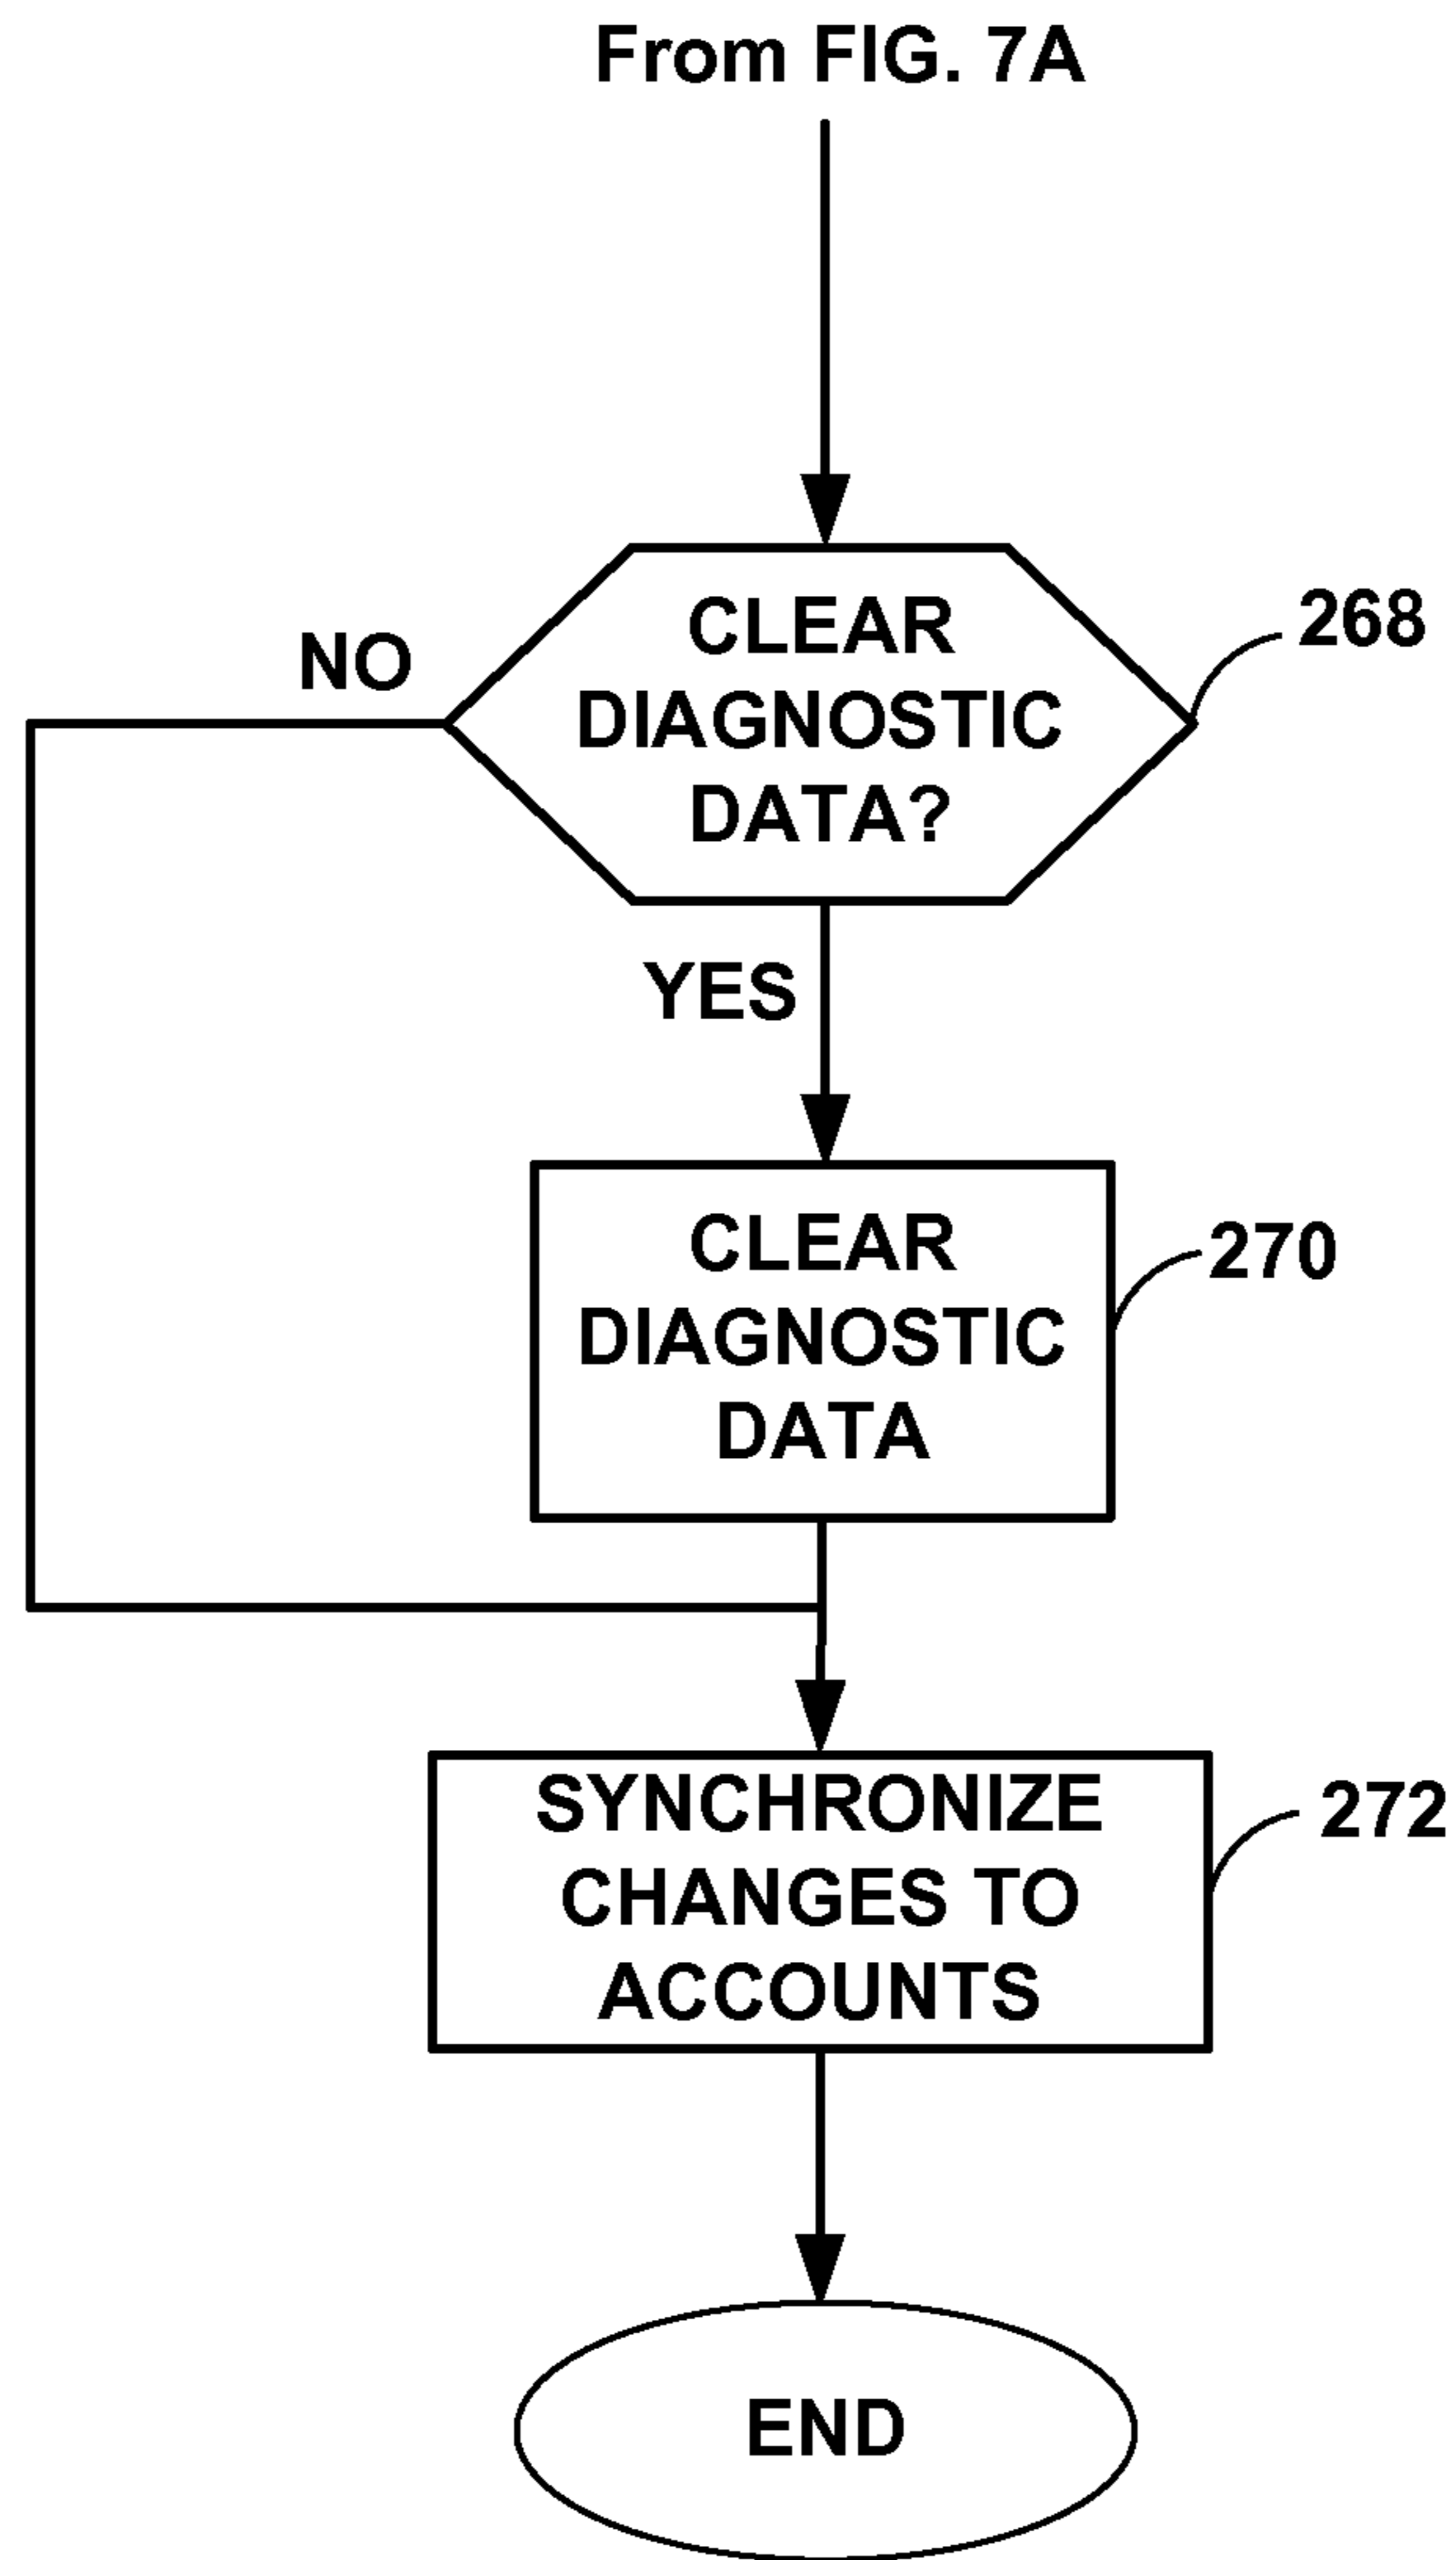 From FIG. 7A
CLEAR
DIAGNOSTIC
DATA?
268
NO
YES
CLEAR
DIAGNOSTIC
DATA
270
SYNCHRONIZE
CHANGES TO
ACCOUNTS
272
END